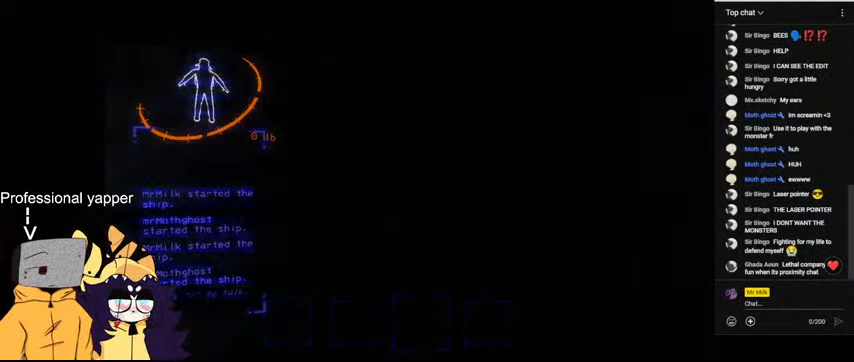 Top chat
Sir Bingo BEES 🗣️⁉️⁉️
Sir Bingo HELP
Sir Bingo I CAN SEE THE EDIT
Sir Bingo Sorry got a little
hungry
Mx.sketchy My ears
Moth ghost im screamin <3
Sir Bingo Use it to play with the
monster fr
Moth ghost huh
Moth ghost HUH
Moth ghost ewwww
Sir Bingo Laser pointer 😎
Sir Bingo THE LASER POINTER
Sir Bingo I DONT WANT THE
MONSTERS
Sir Bingo Fighting for my life to
defend myself 😭
Ghada Aoun Lethal company
fun when its proximity chat
Mr Milk
Chat...
0/200
0 lb
MrMilk started the
ship.
mrMothghost
started the ship.
MrMilk started the
ship.
Mothghost
started the ship.
to talk.
Professional yapper